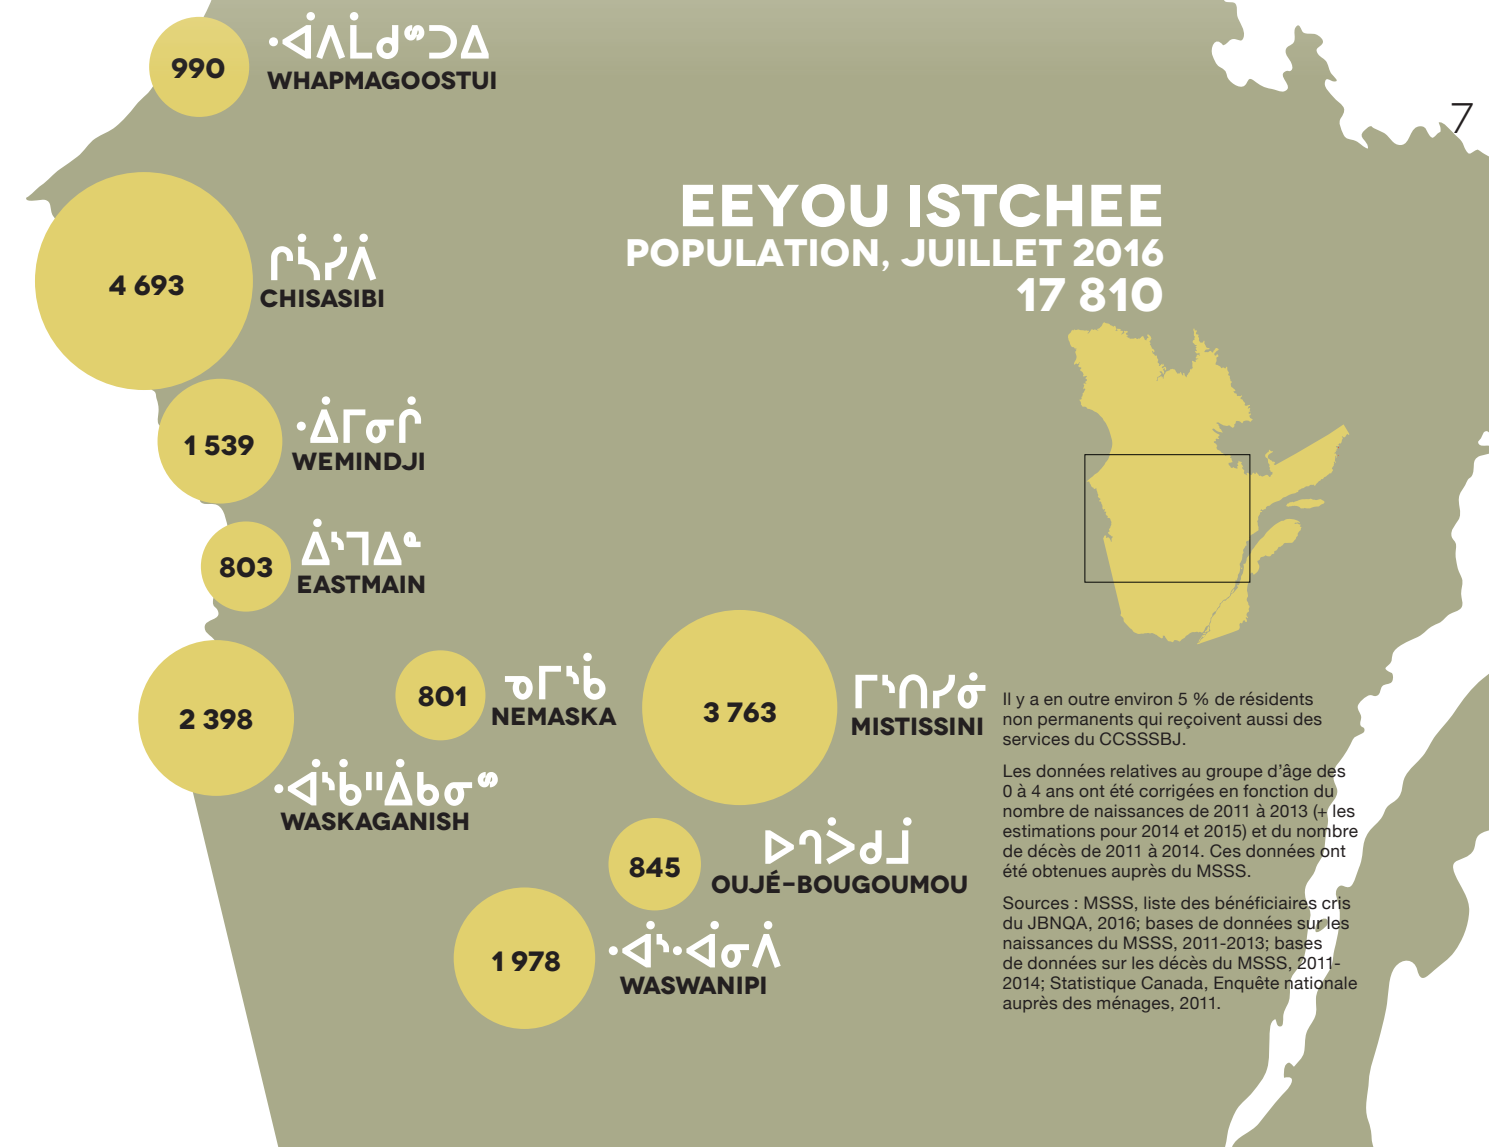 7
990
ᐧᐋᐱᒫᑯᔥᑐᐃ
WHAPMAGOOSTUI
EEYOU ISTCHEE
POPULATION, JUILLET 2016
17 810
4 693
ᒋᓵᓰᐲ
CHISASIBI
1 539
ᐧᐄᒥᓂᒌ
WEMINDJI
803
ᐄᔅᒣᐃᓐ
EASTMAIN
2 398
ᐧᐋᔅᑳᐦᐄᑲᓂᔥ
WASKAGANISH
801
ᓀᒥᔅᑳ
NEMASKA
3 763
ᒥᔅᑎᓯᓃ
MISTISSINI
845
ᐅᒉᐴᑯᒨ
OUJÉ-BOUGOUMOU
1 978
ᐧᐋᔅᐧᐋᓂᐲ
WASWANIPI
Il y a en outre environ 5 % de résidents
non permanents qui reçoivent aussi des
services du CCSSSBJ.
Les données relatives au groupe d'âge des
0 à 4 ans ont été corrigées en fonction du
nombre de naissances de 2011 à 2013 (+ les
estimations pour 2014 et 2015) et du nombre
de décès de 2011 à 2014. Ces données ont
été obtenues auprès du MSSS.
Sources : MSSS, liste des bénéficiaires cris
du JBNQA, 2016; bases de données sur les
naissances du MSSS, 2011-2013; bases
de données sur les décès du MSSS, 2011-
2014; Statistique Canada, Enquête nationale
auprès des ménages, 2011.